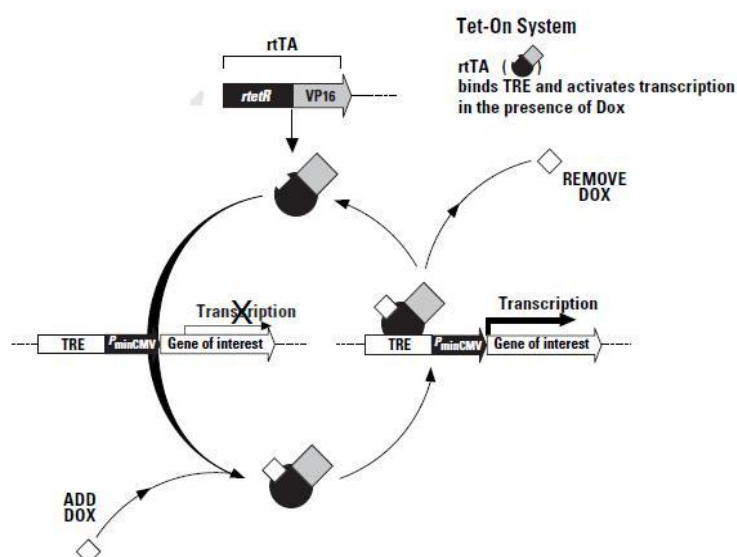 Tet-On System
rtTA
rtTA ( )
binds TRE and activates transcription
in the presence of Dox
rtetR VP16
REMOVE
DOX
Transcription
X
TRE PminCMV Gene of interest
Transcription
TRE PminCMV Gene of interest
ADD
DOX